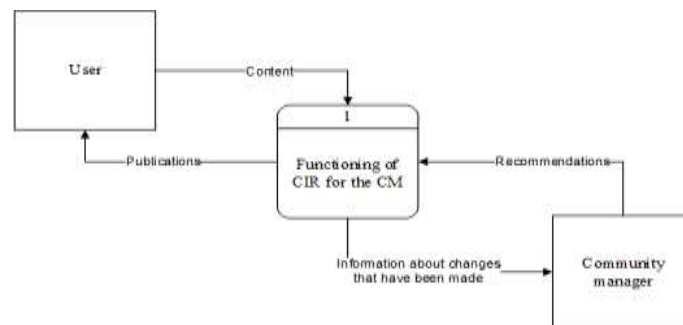 User
Content
1
Publications
Functioning of
CIR for the CM
Recommendations
Information about changes
that have been made
Community
manager